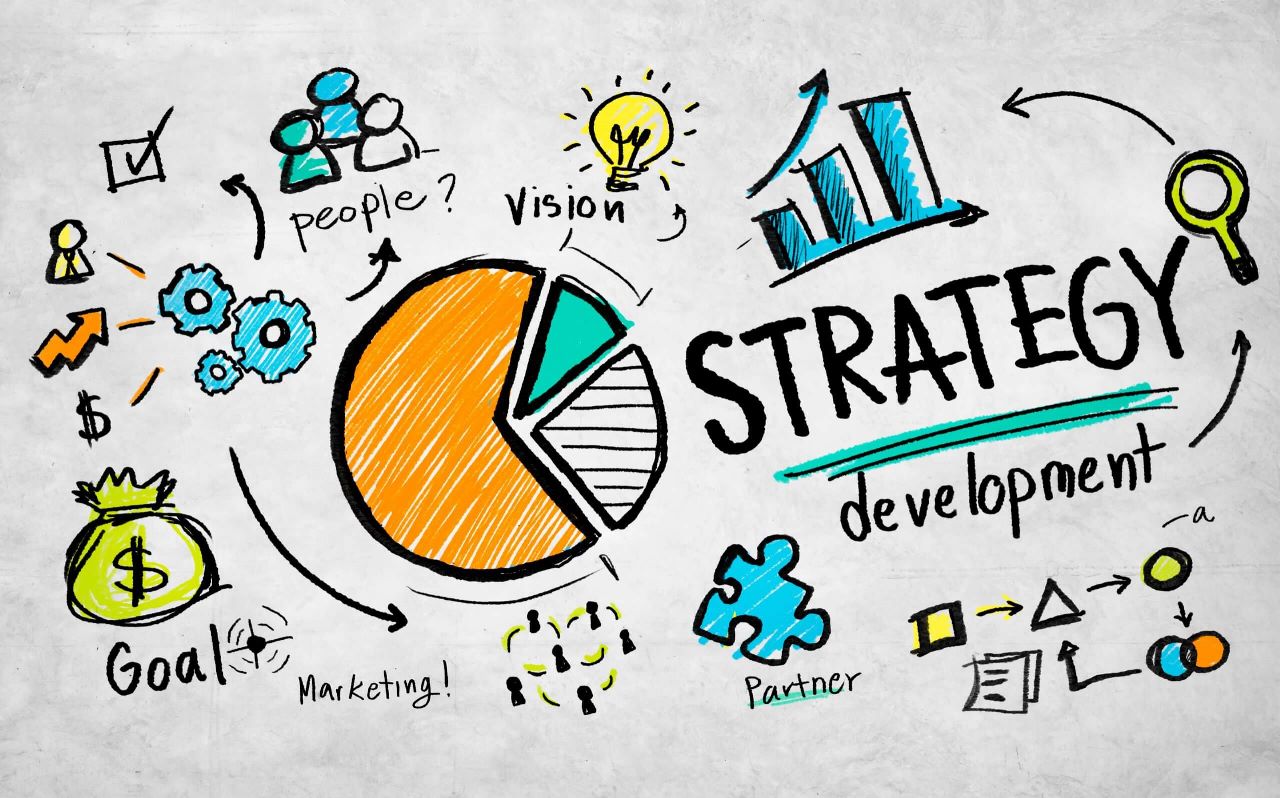 people?
Vision
STRATEGY
development
$
$
a
Goal
Marketing!
Partner